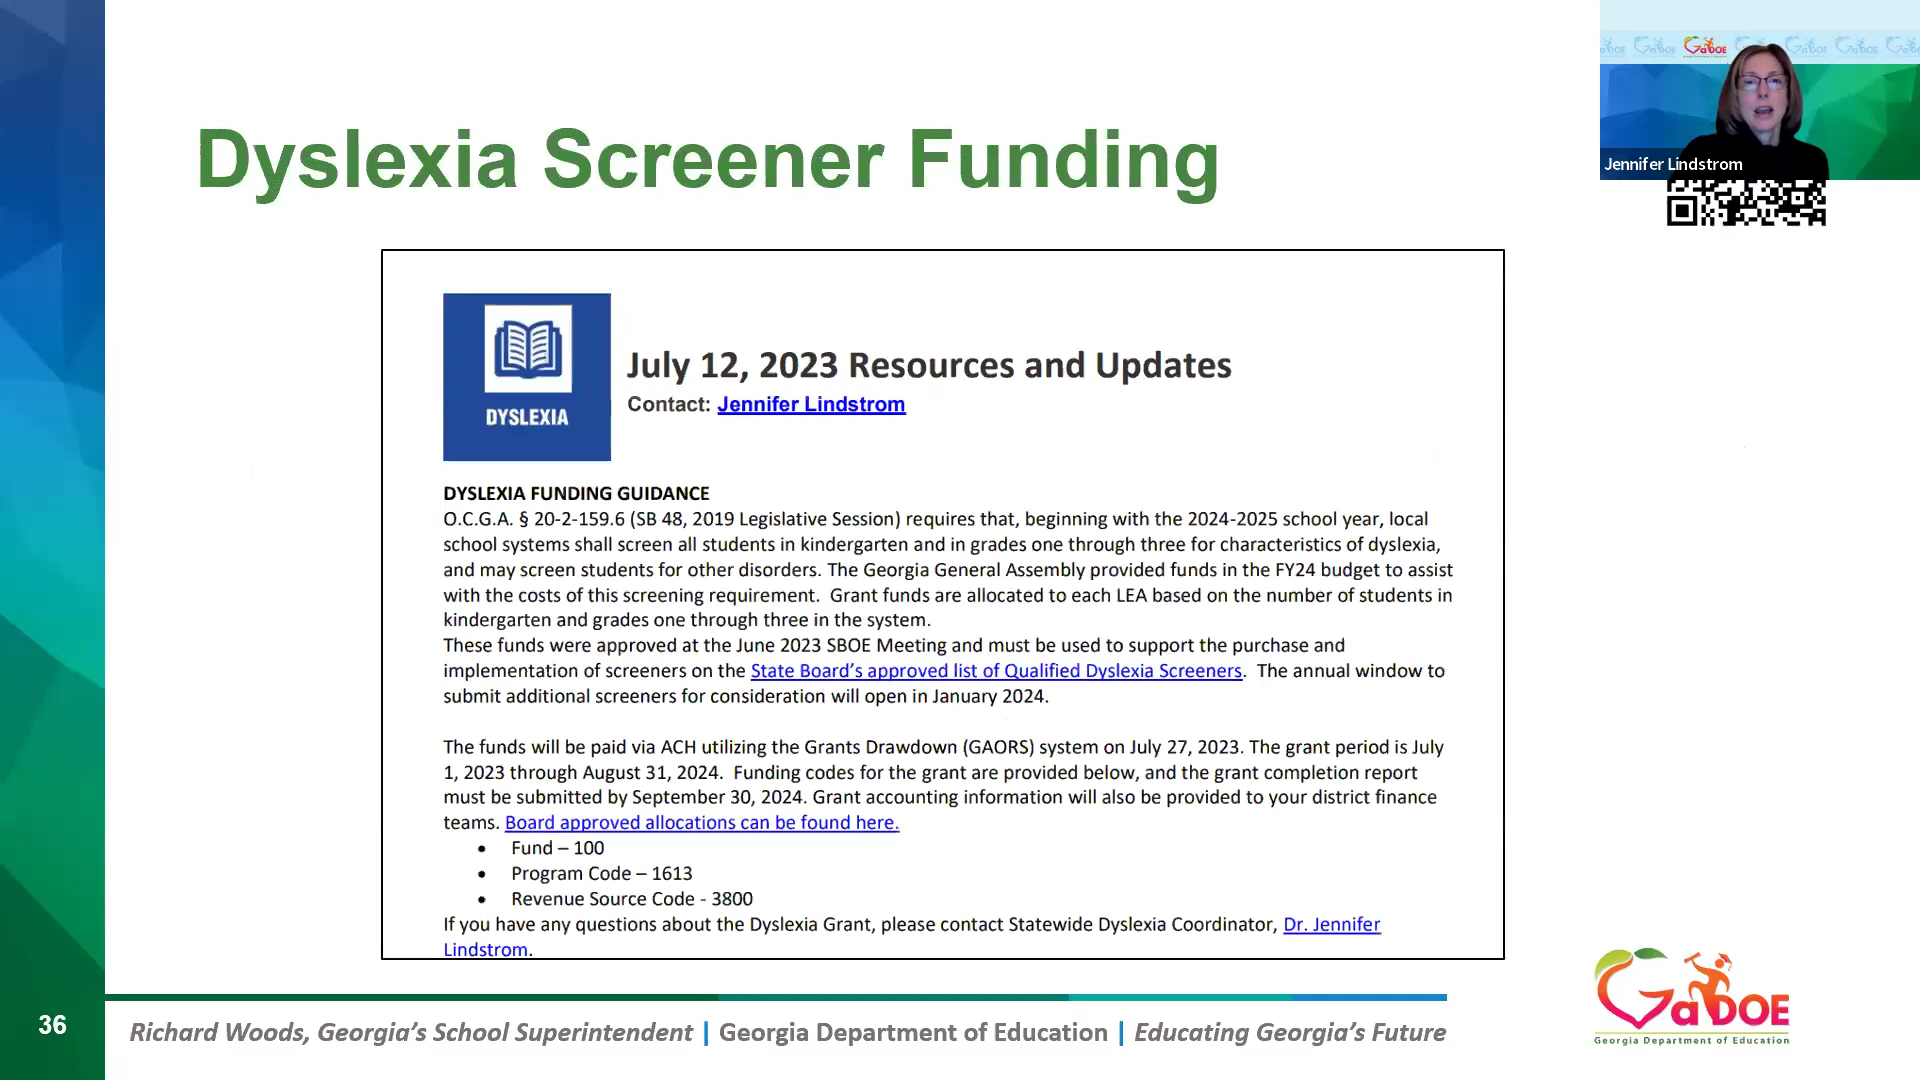 GaDOE
Jennifer Lindstrom
Dyslexia Screener Funding
DYSLEXIA
July 12, 2023 Resources and Updates
Contact: Jennifer Lindstrom
DYSLEXIA FUNDING GUIDANCE
O.C.G.A. § 20-2-159.6 (SB 48, 2019 Legislative Session) requires that, beginning with the 2024-2025 school year, local
school systems shall screen all students in kindergarten and in grades one through three for characteristics of dyslexia,
and may screen students for other disorders. The Georgia General Assembly provided funds in the FY24 budget to assist
with the costs of this screening requirement.  Grant funds are allocated to each LEA based on the number of students in
kindergarten and grades one through three in the system.
These funds were approved at the June 2023 SBOE Meeting and must be used to support the purchase and
implementation of screeners on the State Board’s approved list of Qualified Dyslexia Screeners.  The annual window to
submit additional screeners for consideration will open in January 2024.
The funds will be paid via ACH utilizing the Grants Drawdown (GAORS) system on July 27, 2023. The grant period is July
1, 2023 through August 31, 2024.  Funding codes for the grant are provided below, and the grant completion report
must be submitted by September 30, 2024. Grant accounting information will also be provided to your district finance
teams. Board approved allocations can be found here.
• Fund – 100
• Program Code – 1613
• Revenue Source Code - 3800
If you have any questions about the Dyslexia Grant, please contact Statewide Dyslexia Coordinator, Dr. Jennifer
Lindstrom.
36
Richard Woods, Georgia’s School Superintendent | Georgia Department of Education | Educating Georgia’s Future
GaDOE
Georgia Department of Education